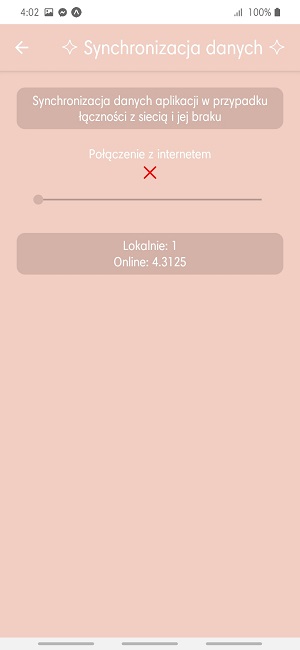 4:02
100%
Synchronizacja danych
Synchronizacja danych aplikacji w przypadku
łączności z siecią i jej braku
Połączenie z internetem
Lokalnie: 1
Online: 4.3125